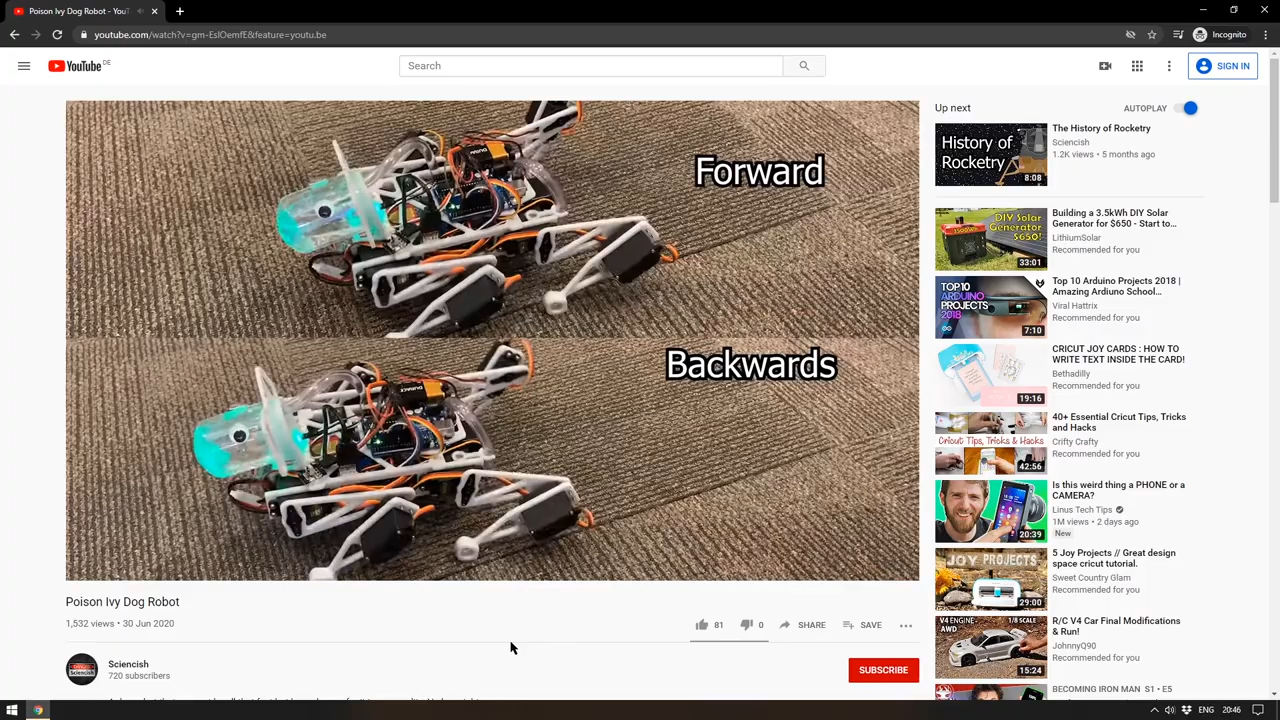 Poison Ivy Dog Robot - YouT
youtube.com/watch?v=gm-EslOemfE&feature=youtu.be
Incognito
YouTube DE
Search
SIGN IN
Forward
Backwards
Poison Ivy Dog Robot
1,532 views • 30 Jun 2020
81
0
SHARE
SAVE
Sciencish
720 subscribers
SUBSCRIBE
Up next
AUTOPLAY
History of
Rocketry
8:08
The History of Rocketry
Sciencish
1.2K views • 5 months ago
DIY Solar
Generator
$650!
33:01
Building a 3.5kWh DIY Solar
Generator for $650 - Start to...
LithiumSolar
Recommended for you
TOP 10
ARDUINO
PROJECTS
2018
7:10
Top 10 Arduino Projects 2018 |
Amazing Ardiuno School...
Viral Hattrix
Recommended for you
19:16
CRICUT JOY CARDS : HOW TO
WRITE TEXT INSIDE THE CARD!
Bethadilly
Recommended for you
Cricut Tips, Tricks & Hacks
42:56
40+ Essential Cricut Tips, Tricks
and Hacks
Crifty Crafty
Recommended for you
20:39
Is this weird thing a PHONE or a
CAMERA?
Linus Tech Tips
1M views • 2 days ago
New
JOY PROJECTS
29:00
5 Joy Projects // Great design
space cricut tutorial.
Sweet Country Glam
Recommended for you
V4 ENGINE-
AWD
1/8 SCALE
15:24
R/C V4 Car Final Modifications
& Run!
JohnnyQ90
Recommended for you
BECOMING IRON MAN S1 • E5
ENG
20:46